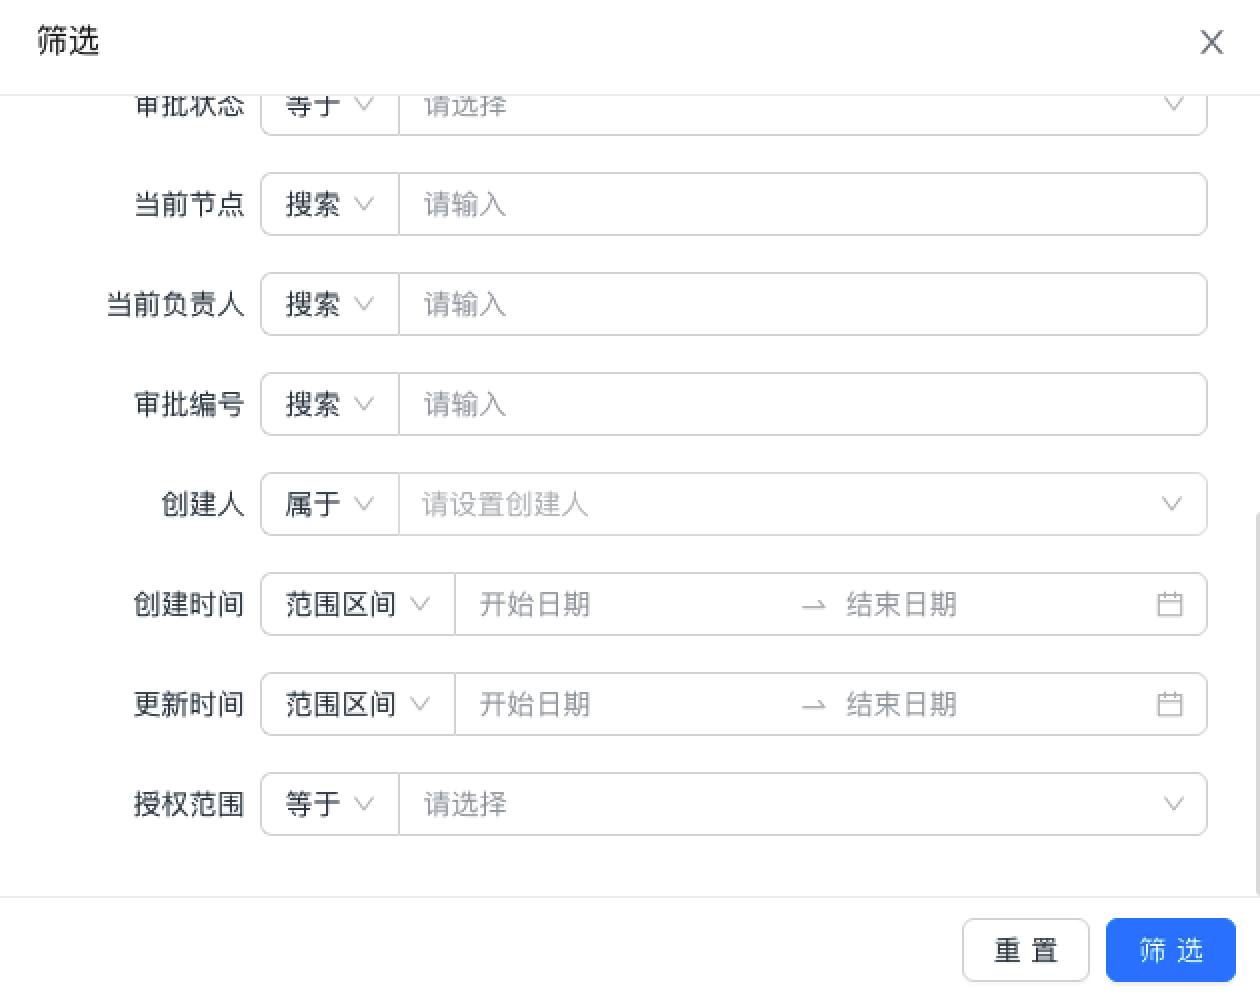 筛选
审批状态 等于 请选择
当前节点 搜索 请输入
当前负责人 搜索 请输入
审批编号 搜索 请输入
创建人 属于 请设置创建人
创建时间 范围区间 开始日期 结束日期
更新时间 范围区间 开始日期 结束日期
授权范围 等于 请选择
重置 筛选